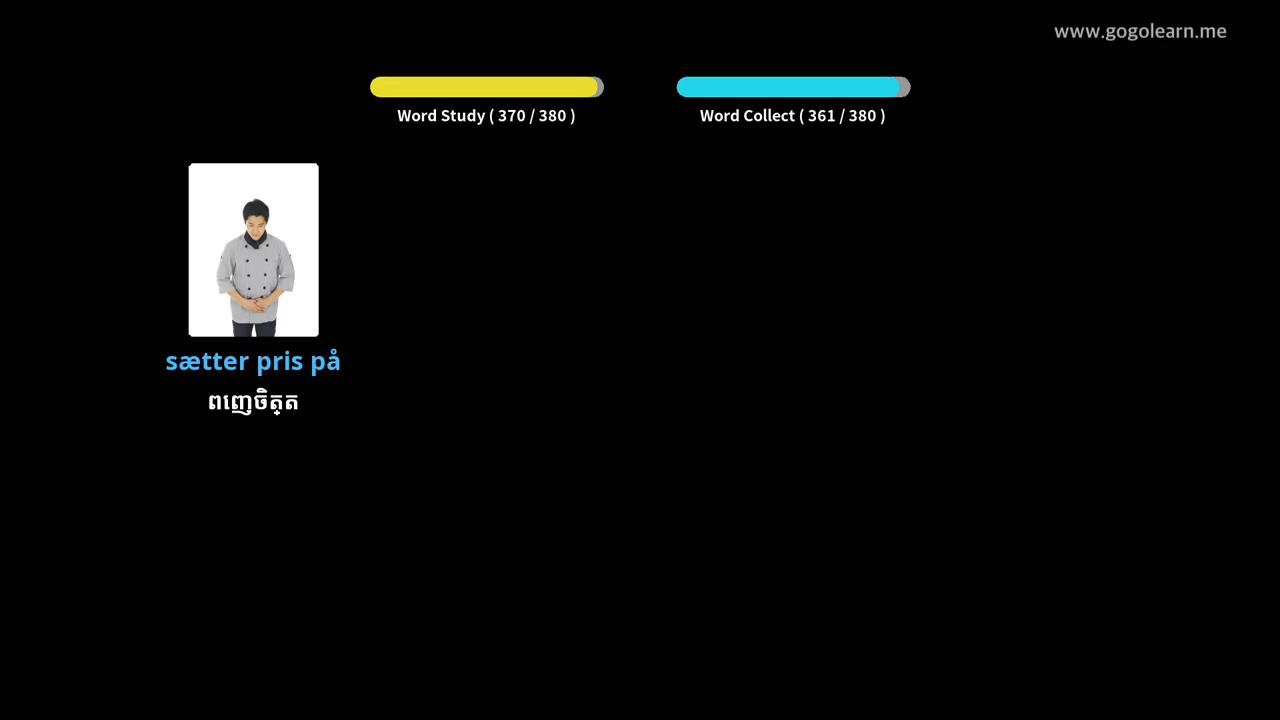 www.gogolearn.me
Word Study ( 370 / 380 )
Word Collect ( 361 / 380 )
sætter pris på
ពញេចិត្ត